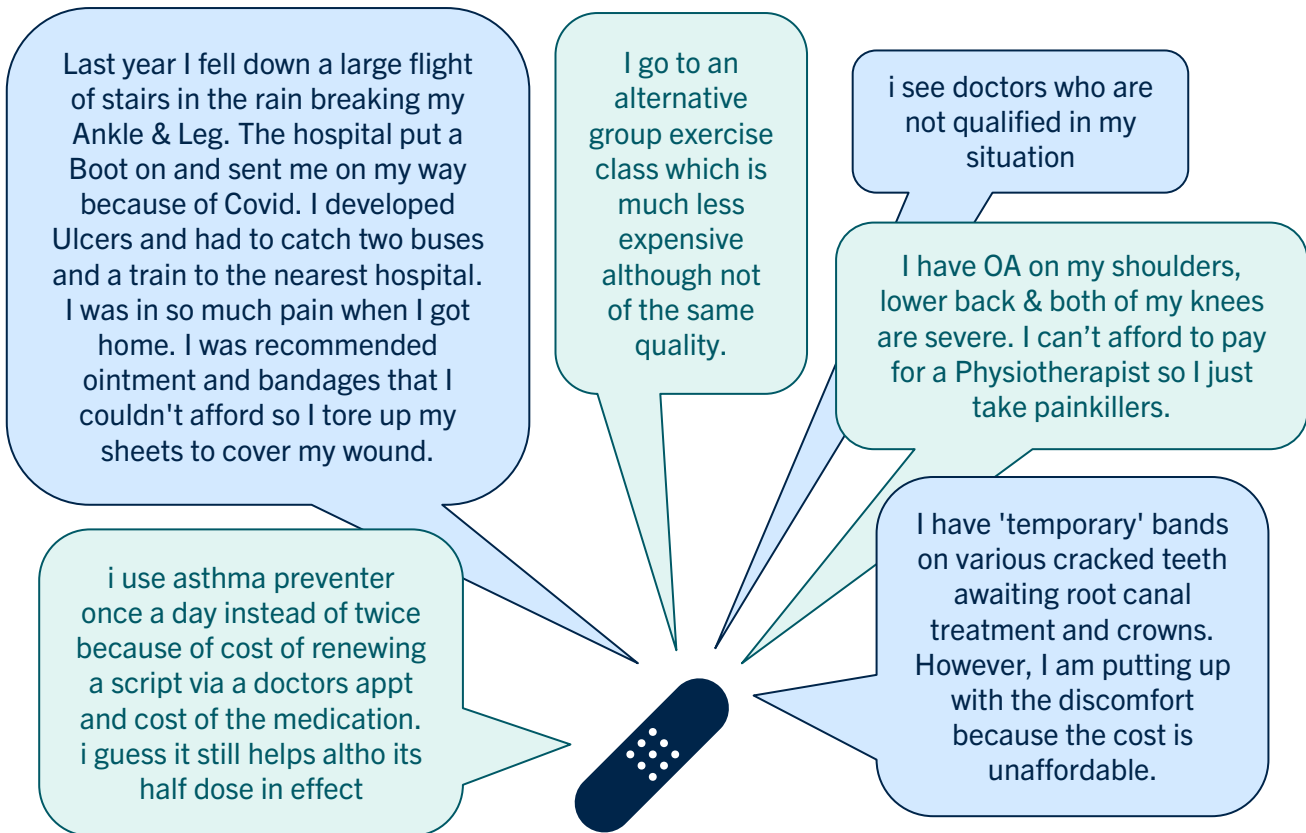 Last year I fell down a large flight
of stairs in the rain breaking my
Ankle & Leg. The hospital put a
Boot on and sent me on my way
because of Covid. I developed
Ulcers and had to catch two buses
and a train to the nearest hospital.
I was in so much pain when I got
home. I was recommended
ointment and bandages that I
couldn't afford so I tore up my
sheets to cover my wound.
I go to an
alternative
group exercise
class which is
much less
expensive
although not
of the same
quality.
i see doctors who are
not qualified in my
situation
I have OA on my shoulders,
lower back & both of my knees
are severe. I can’t afford to pay
for a Physiotherapist so I just
take painkillers.
i use asthma preventer
once a day instead of twice
because of cost of renewing
a script via a doctors appt
and cost of the medication.
i guess it still helps altho its
half dose in effect
I have 'temporary' bands
on various cracked teeth
awaiting root canal
treatment and crowns.
However, I am putting up
with the discomfort
because the cost is
unaffordable.